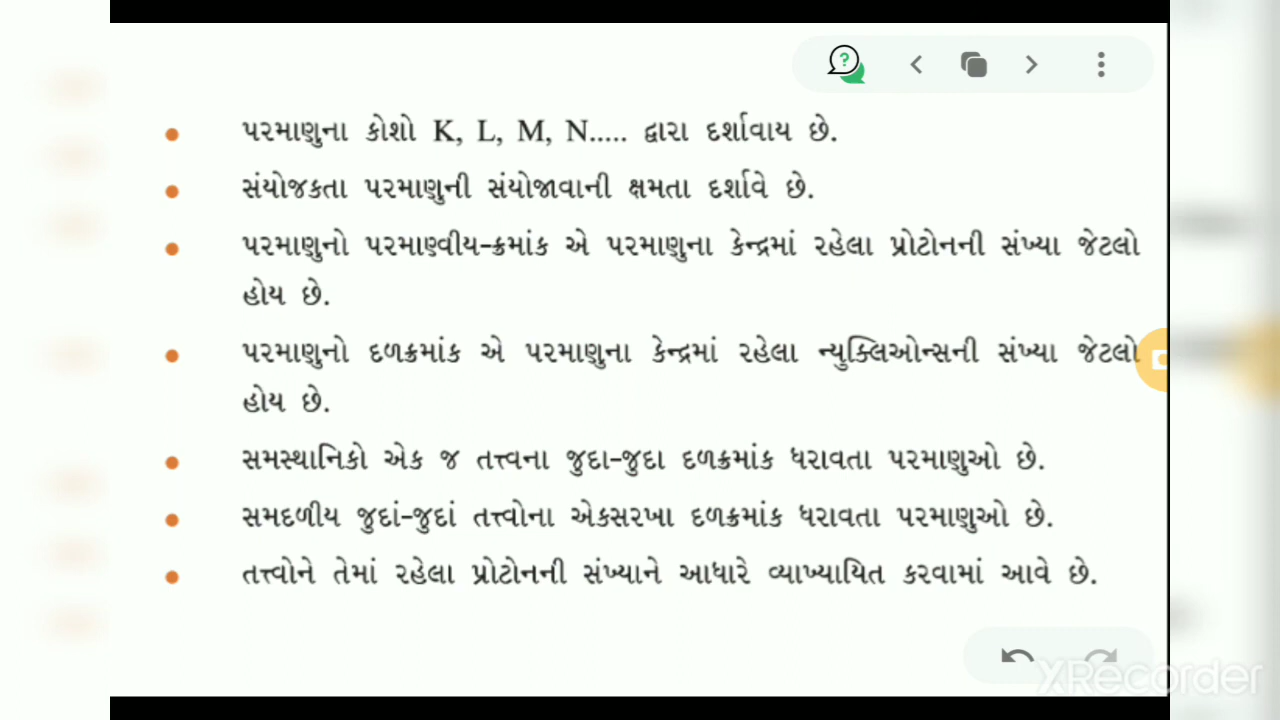 પરમાણુના કોશો K, L, M, N..... દ્વારા દર્શાવાય છે.
સંયોજકતા પરમાણુની સંયોજાવાની ક્ષમતા દર્શાવે છે.
પરમાણુનો પરમાણ્વીય-ક્રમાંક એ પરમાણુના કેન્દ્રમાં રહેલા પ્રોટોનની સંખ્યા જેટલો
હોય છે.
પરમાણુનો દળક્રમાંક એ પરમાણુના કેન્દ્રમાં રહેલા ન્યુક્લિઓન્સની સંખ્યા જેટલો
હોય છે.
સમસ્થાનિકો એક જ તત્ત્વના જુદા-જુદા દળક્રમાંક ધરાવતા પરમાણુઓ છે.
સમદળીય જુદાં-જુદાં તત્ત્વોના એકસરખા દળક્રમાંક ધરાવતા પરમાણુઓ છે.
તત્ત્વોને તેમાં રહેલા પ્રોટોનની સંખ્યાને આધારે વ્યાખ્યાયિત કરવામાં આવે છે.
XRecorder